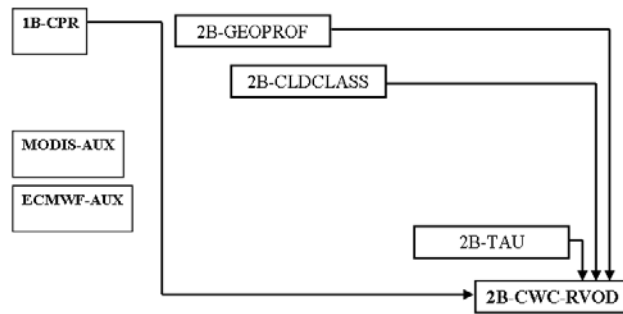 1B-CPR
2B-GEOPROF
2B-CLDCLASS
MODIS-AUX
ECMWF-AUX
2B-TAU
2B-CWC-RVOD